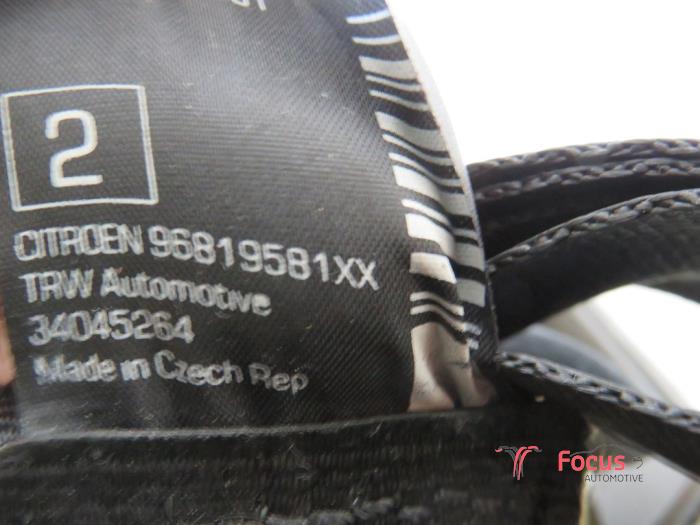 2
CITROEN 96819581XX
TRW Automotive
34045264
Made in Czech Rep
Focus
AUTOMOTIVE